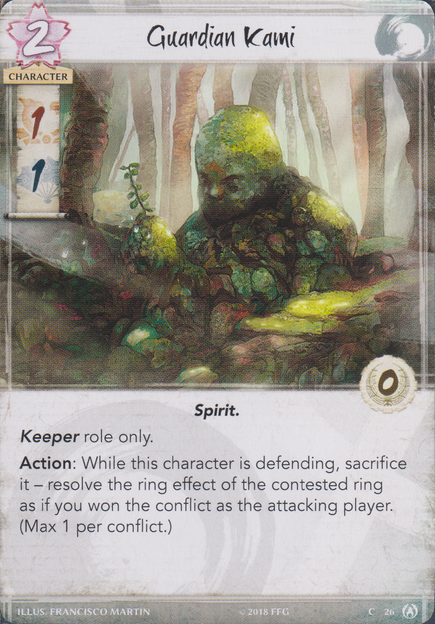 2
Guardian Kami
CHARACTER
1
1
0
Spirit.
Keeper role only.
Action: While this character is defending, sacrifice
it – resolve the ring effect of the contested ring
as if you won the conflict as the attacking player.
(Max 1 per conflict.)
ILLUS. FRANCISCO MARTIN © 2018 FFG C 26